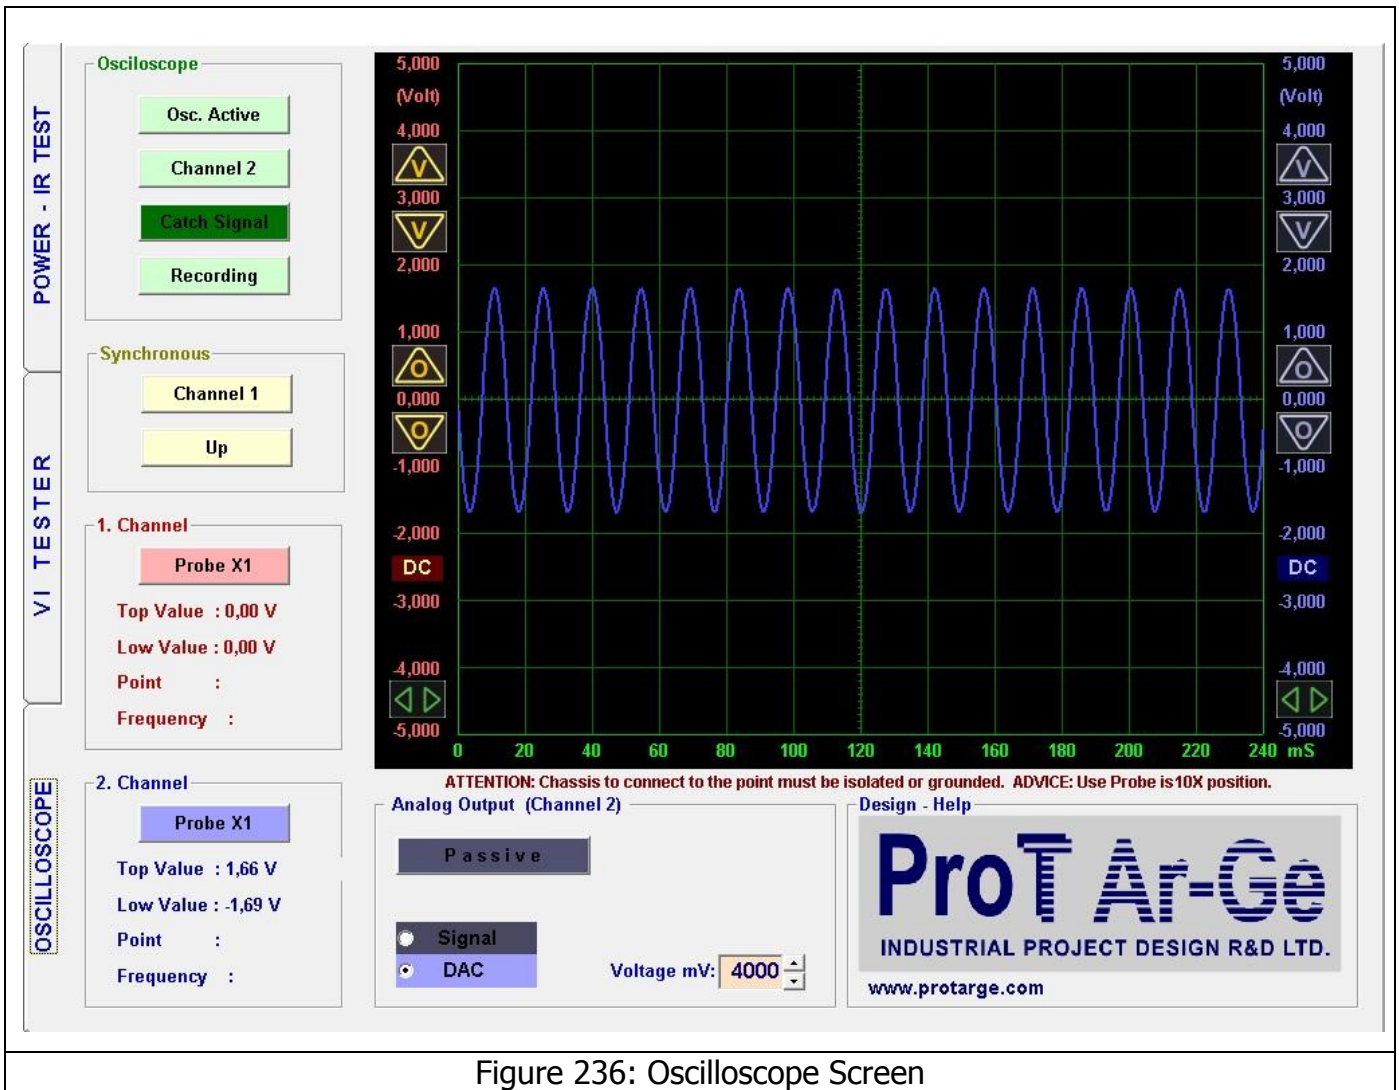 POWER - IR TEST
VI TESTER
OSCILLOSCOPE
Osciloscope
Osc. Active
Channel 2
Catch Signal
Recording
Synchronous
Channel 1
Up
1. Channel
Probe X1
Top Value : 0,00 V
Low Value : 0,00 V
Point :
Frequency :
2. Channel
Probe X1
Top Value : 1,66 V
Low Value : -1,69 V
Point :
Frequency :
5,000
(Volt)
4,000
V
3,000
V
2,000
1,000
O
0,000
O
-1,000
-2,000
DC
-3,000
-4,000
-5,000
5,000
(Volt)
4,000
V
3,000
V
2,000
1,000
O
0,000
O
-1,000
-2,000
DC
-3,000
-4,000
-5,000
0 20 40 60 80 100 120 140 160 180 200 220 240 mS
ATTENTION: Chassis to connect to the point must be isolated or grounded. ADVICE: Use Probe is10X position.
Analog Output (Channel 2)
Passive
Signal
DAC
Voltage mV: 4000
Design - Help
ProT Ar-Ge
INDUSTRIAL PROJECT DESIGN R&D LTD.
www.protarge.com
Figure 236: Oscilloscope Screen